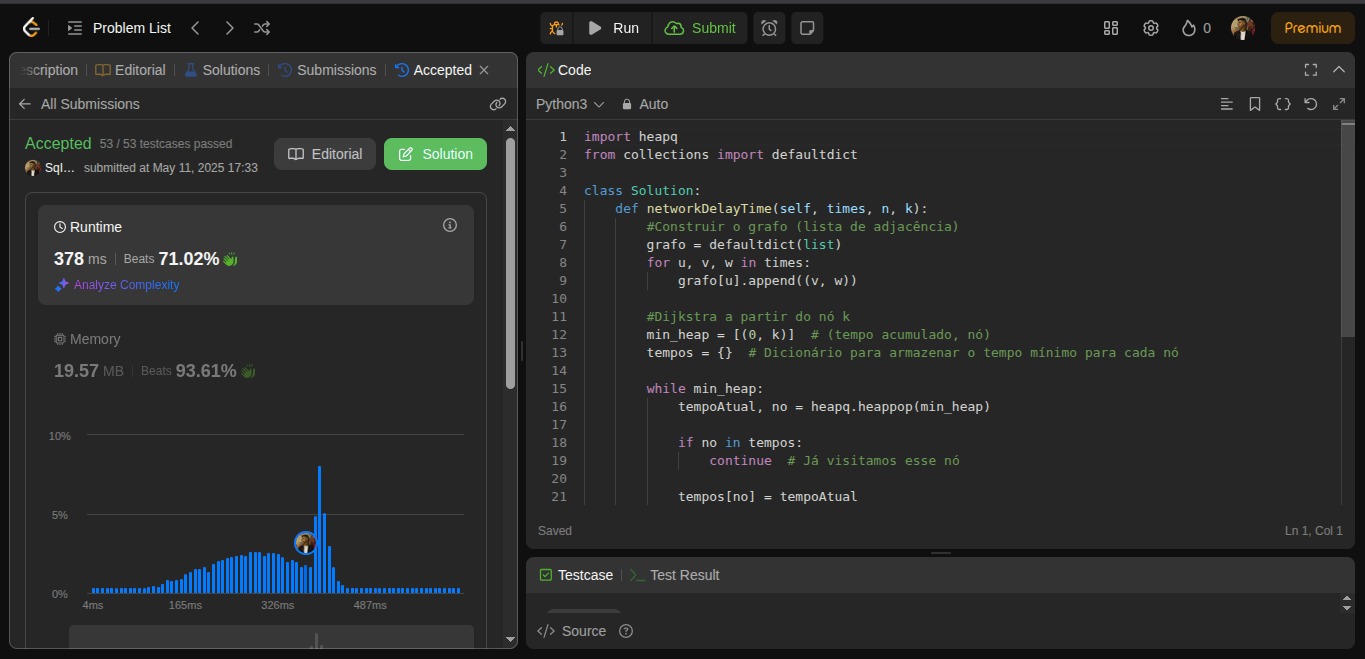 Problem List
Run
Submit
0
Premium
scription
Editorial
Solutions
Submissions
Accepted
All Submissions
Accepted 53 / 53 testcases passed
Sql... submitted at May 11, 2025 17:33
Editorial
Solution
Runtime
378 ms Beats 71.02%
Analyze Complexity
Memory
19.57 MB Beats 93.61%
10%
5%
0%
4ms 165ms 326ms 487ms
</>Code
Python3
Auto
1 import heapq
2 from collections import defaultdict
3
4 class Solution:
5 def networkDelayTime(self, times, n, k):
6 #Construir o grafo (lista de adjacência)
7 grafo = defaultdict(list)
8 for u, v, w in times:
9 grafo[u].append((v, w))
10
11 #Dijkstra a partir do nó k
12 min_heap = [(0, k)]  # (tempo acumulado, nó)
13 tempos = {}  # Dicionário para armazenar o tempo mínimo para cada nó
14
15 while min_heap:
16 tempoAtual, no = heapq.heappop(min_heap)
17
18 if no in tempos:
19 continue  # Já visitamos esse nó
20
21 tempos[no] = tempoAtual
Saved
Ln 1, Col 1
Testcase
Test Result
</> Source